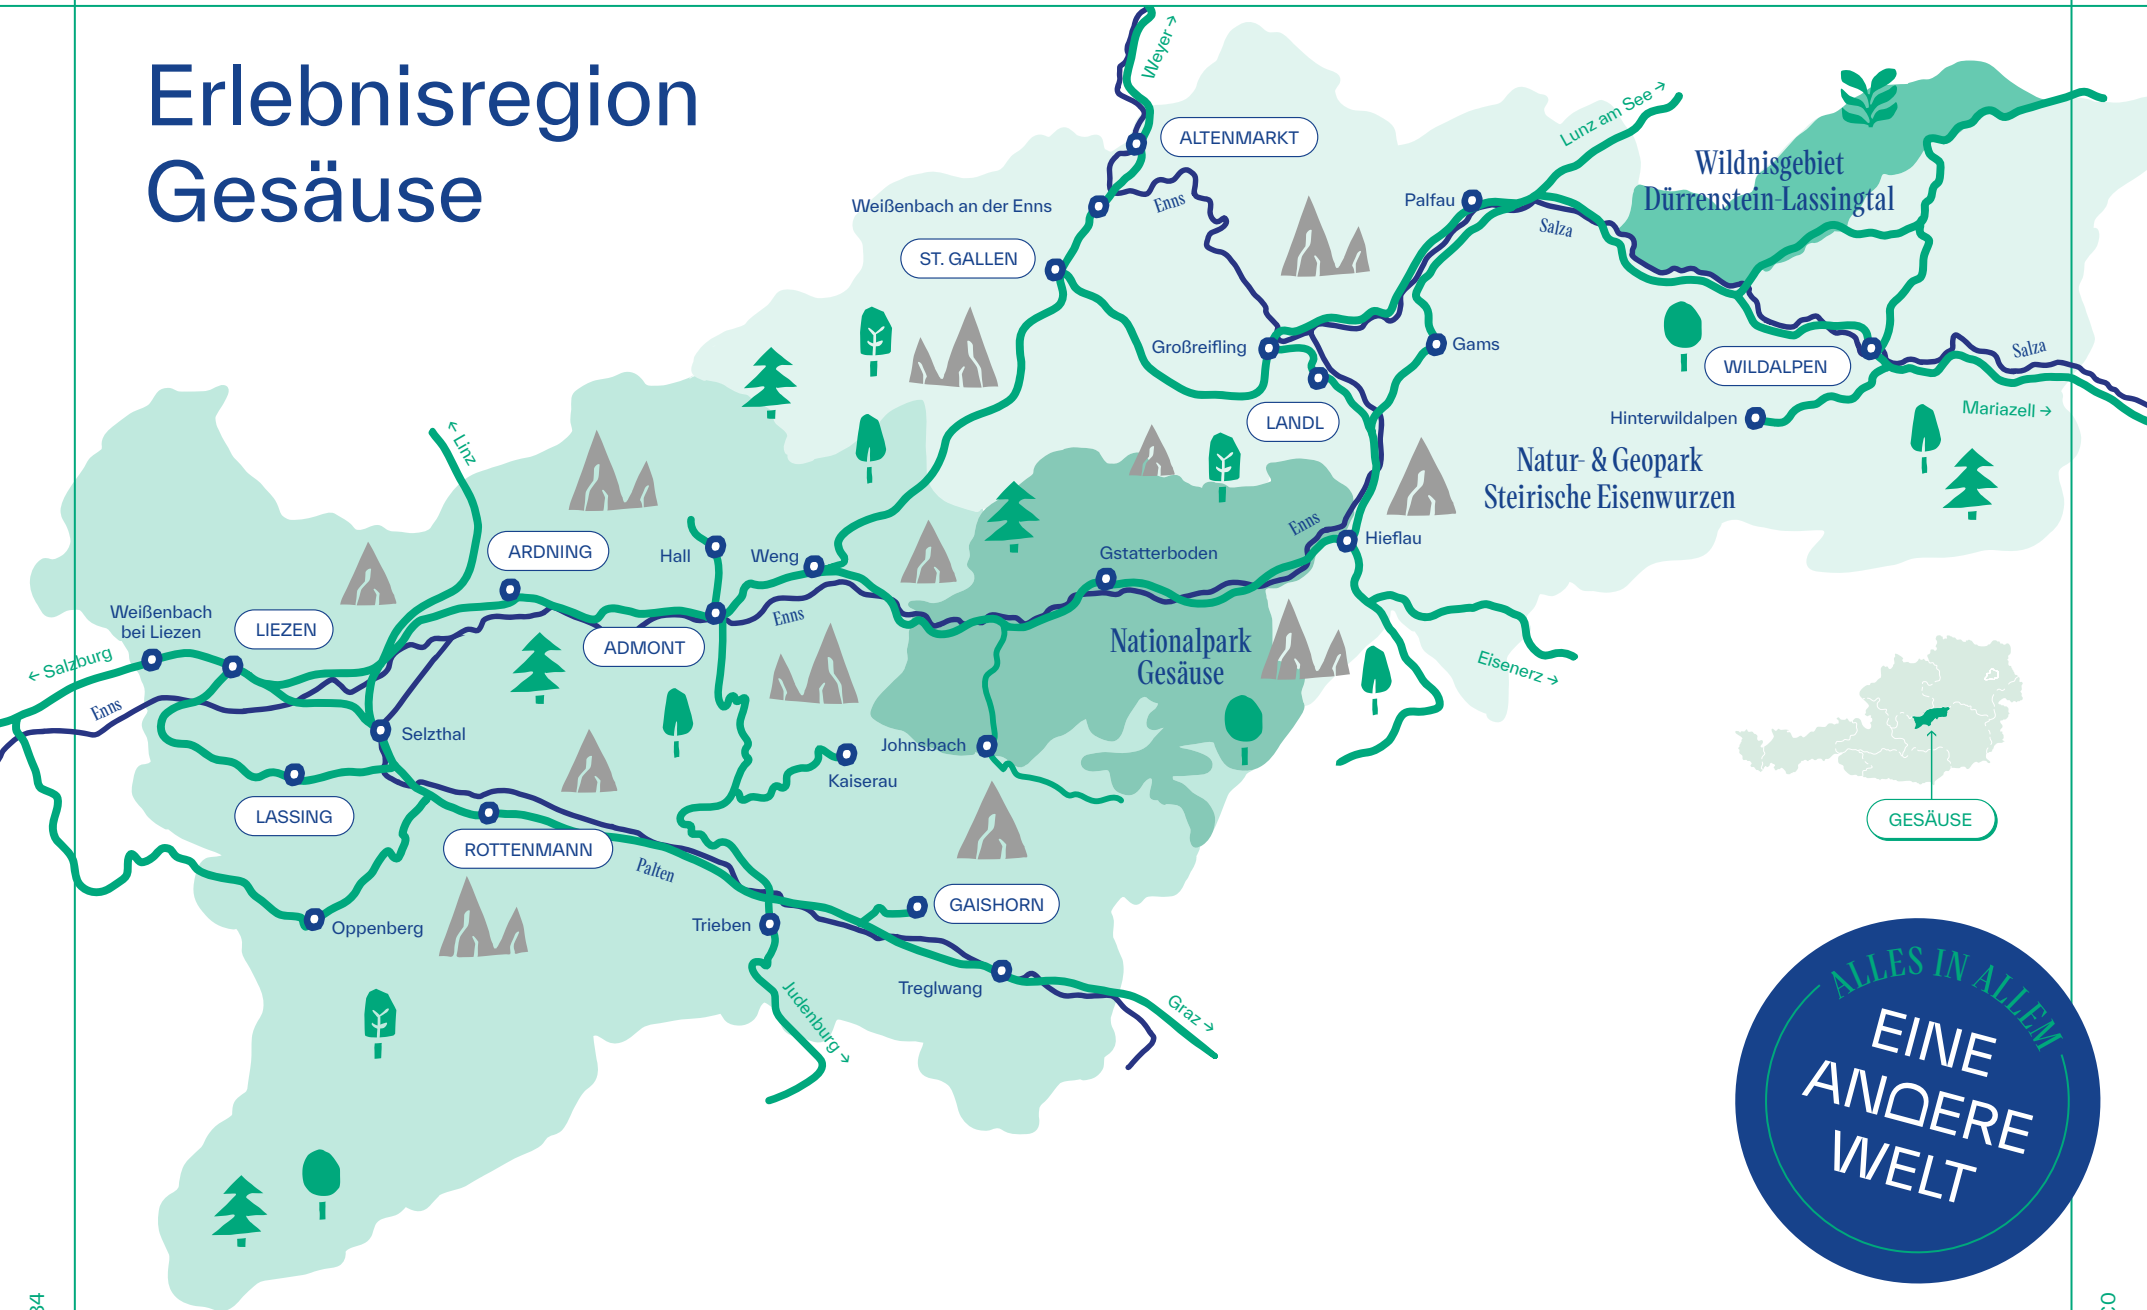 Erlebnisregion
Gesäuse
Weyer →
ALTENMARKT
Lunz am See →
Wildnisgebiet
Dürrenstein-Lassingtal
Weißenbach an der Enns
Enns
Palfau
Salza
ST. GALLEN
Großreifling
Gams
WILDALPEN
Salza
Mariazell →
LANDL
Hinterwildalpen
Natur- & Geopark
Steirische Eisenwurzen
← Linz
ARDNING
Hall
Weng
Enns
Hieflau
Gstatterboden
Weißenbach
bei Liezen
LIEZEN
ADMONT
Enns
Nationalpark
Gesäuse
Eisenerz →
← Salzburg
Enns
Selzthal
Johnsbach
Kaiserau
LASSING
ROTTENMANN
Palten
GESÄUSE
Oppenberg
Trieben
GAISHORN
Treglwang
Judenburg →
Graz →
ALLES IN ALLEM
EINE
ANDERE
WELT